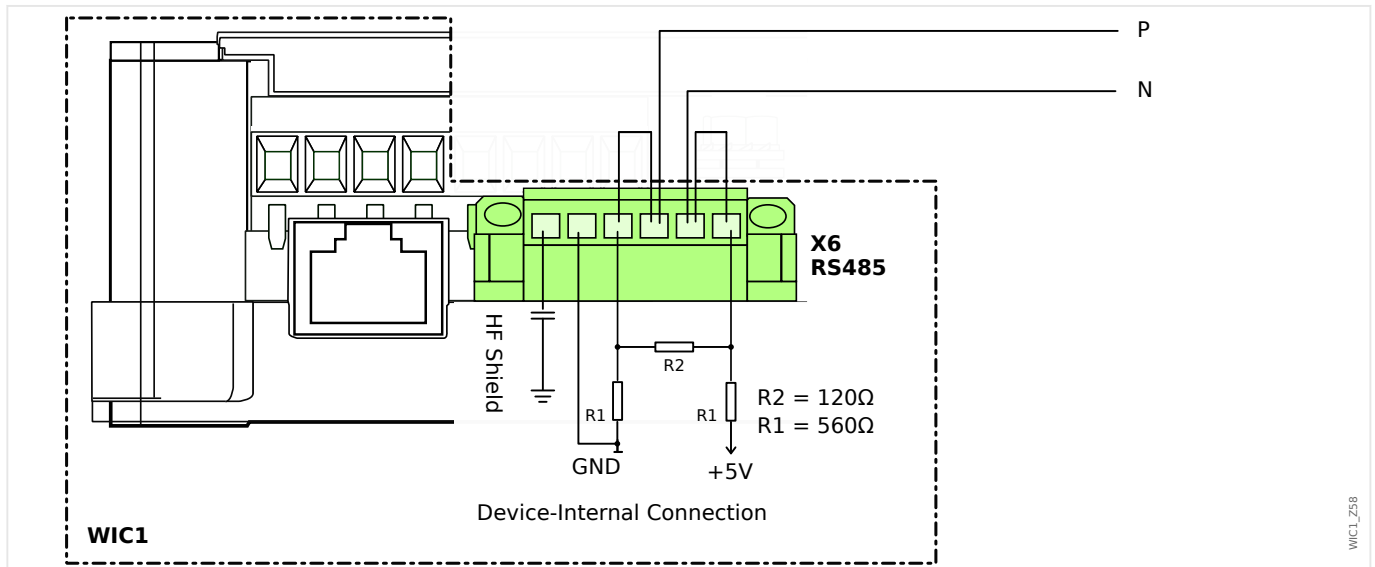 P
N
X6
RS485
HF Shield
R2
R1
R1
R2 = 120Ω
R1 = 560Ω
GND
+5V
Device-Internal Connection
WIC1
WIC1_Z58